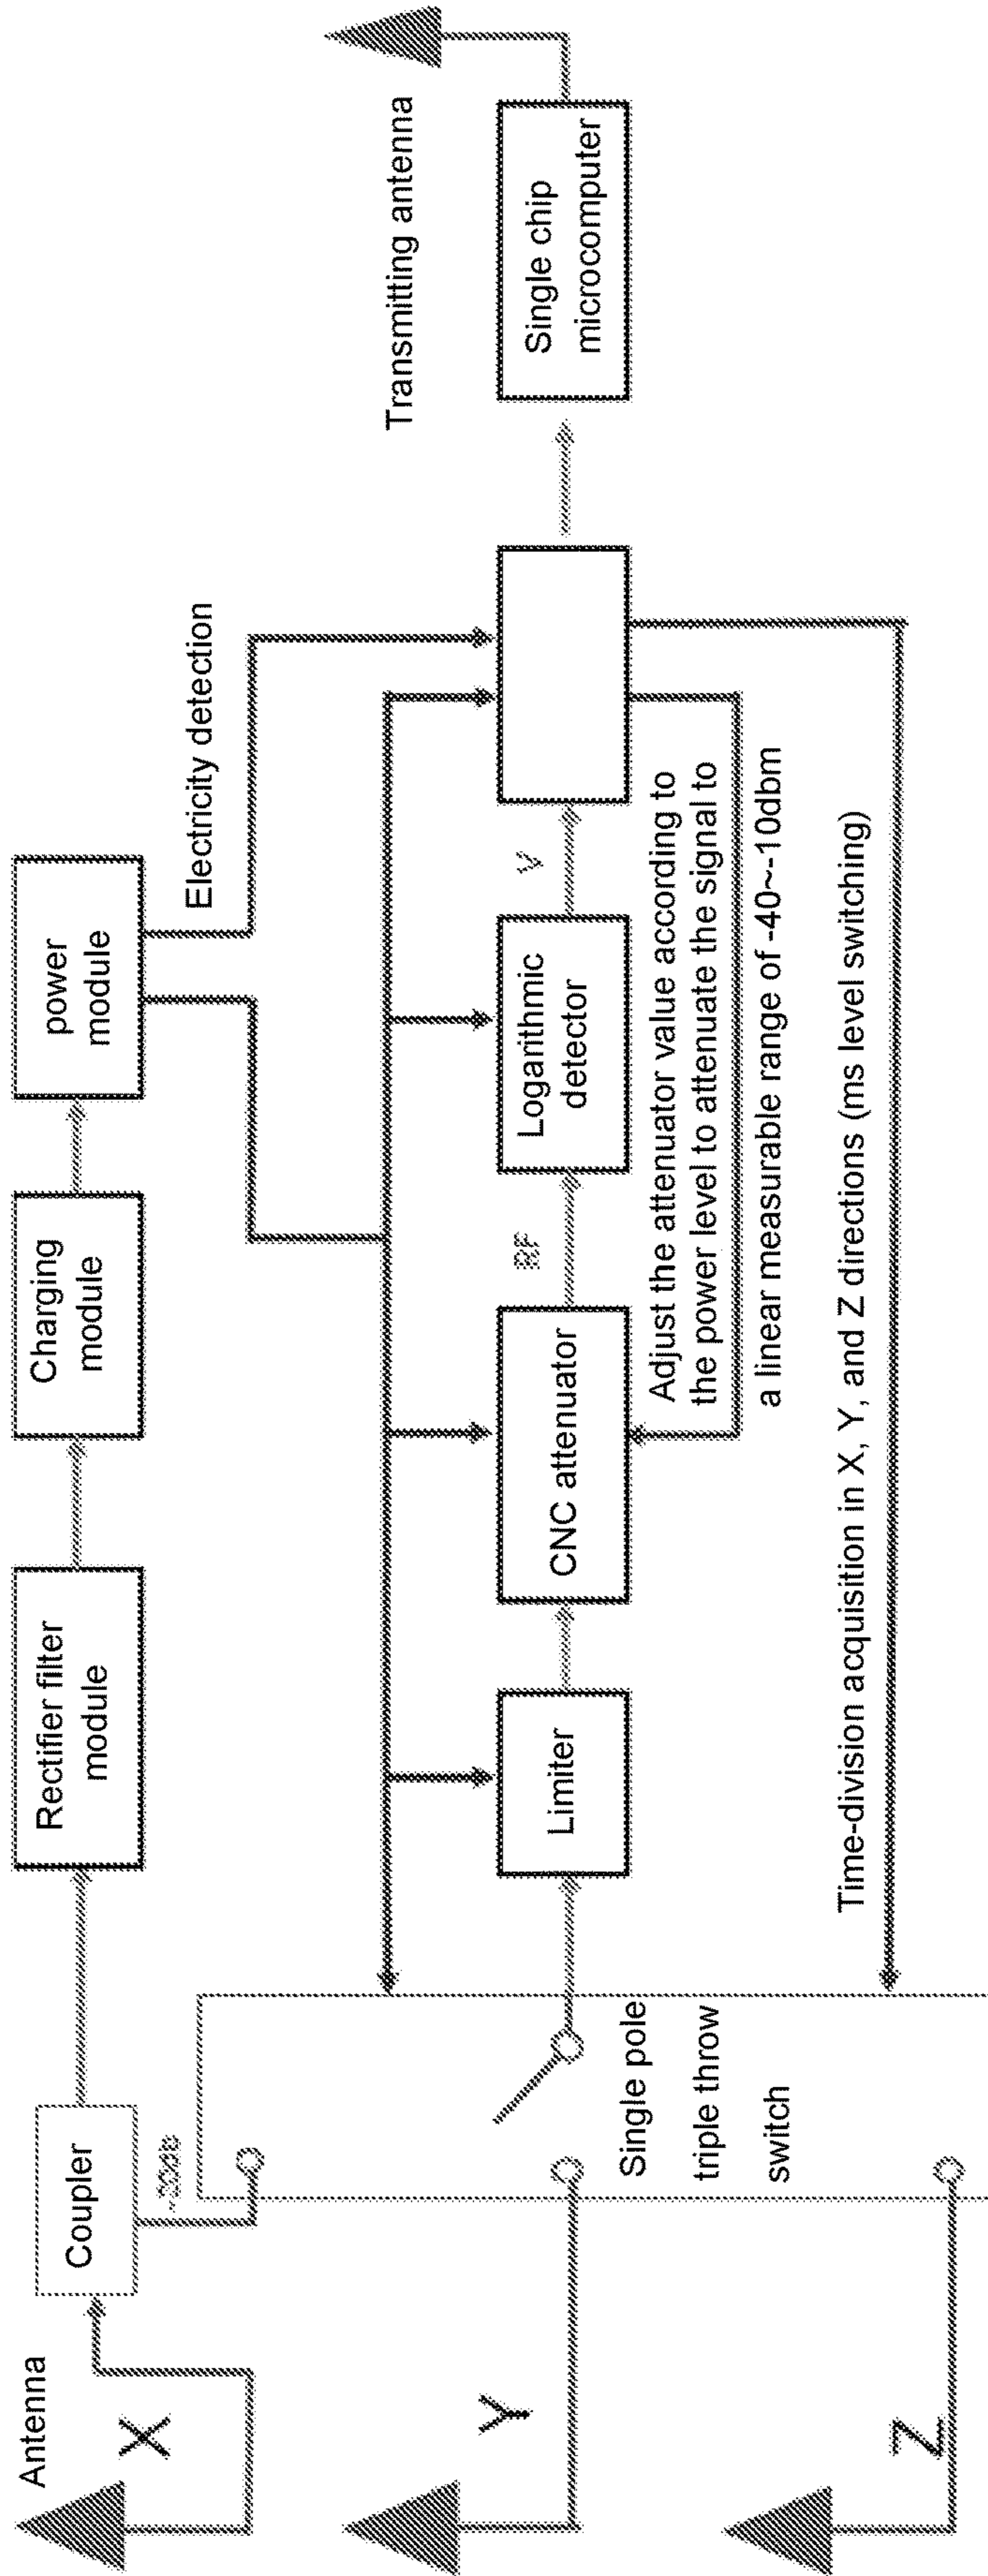 Antenna
X
Coupler
-20dB
Rectifier filter
module
Charging
module
power
module
Electricity detection
Transmitting antenna
Y
Single pole
triple throw
switch
Limiter
CNC attenuator
RF
Logarithmic
detector
V
Single chip
microcomputer
Adjust the attenuator value according to
the power level to attenuate the signal to
a linear measurable range of -40~-10dbm
Z
Time-division acquisition in X, Y, and Z directions (ms level switching)